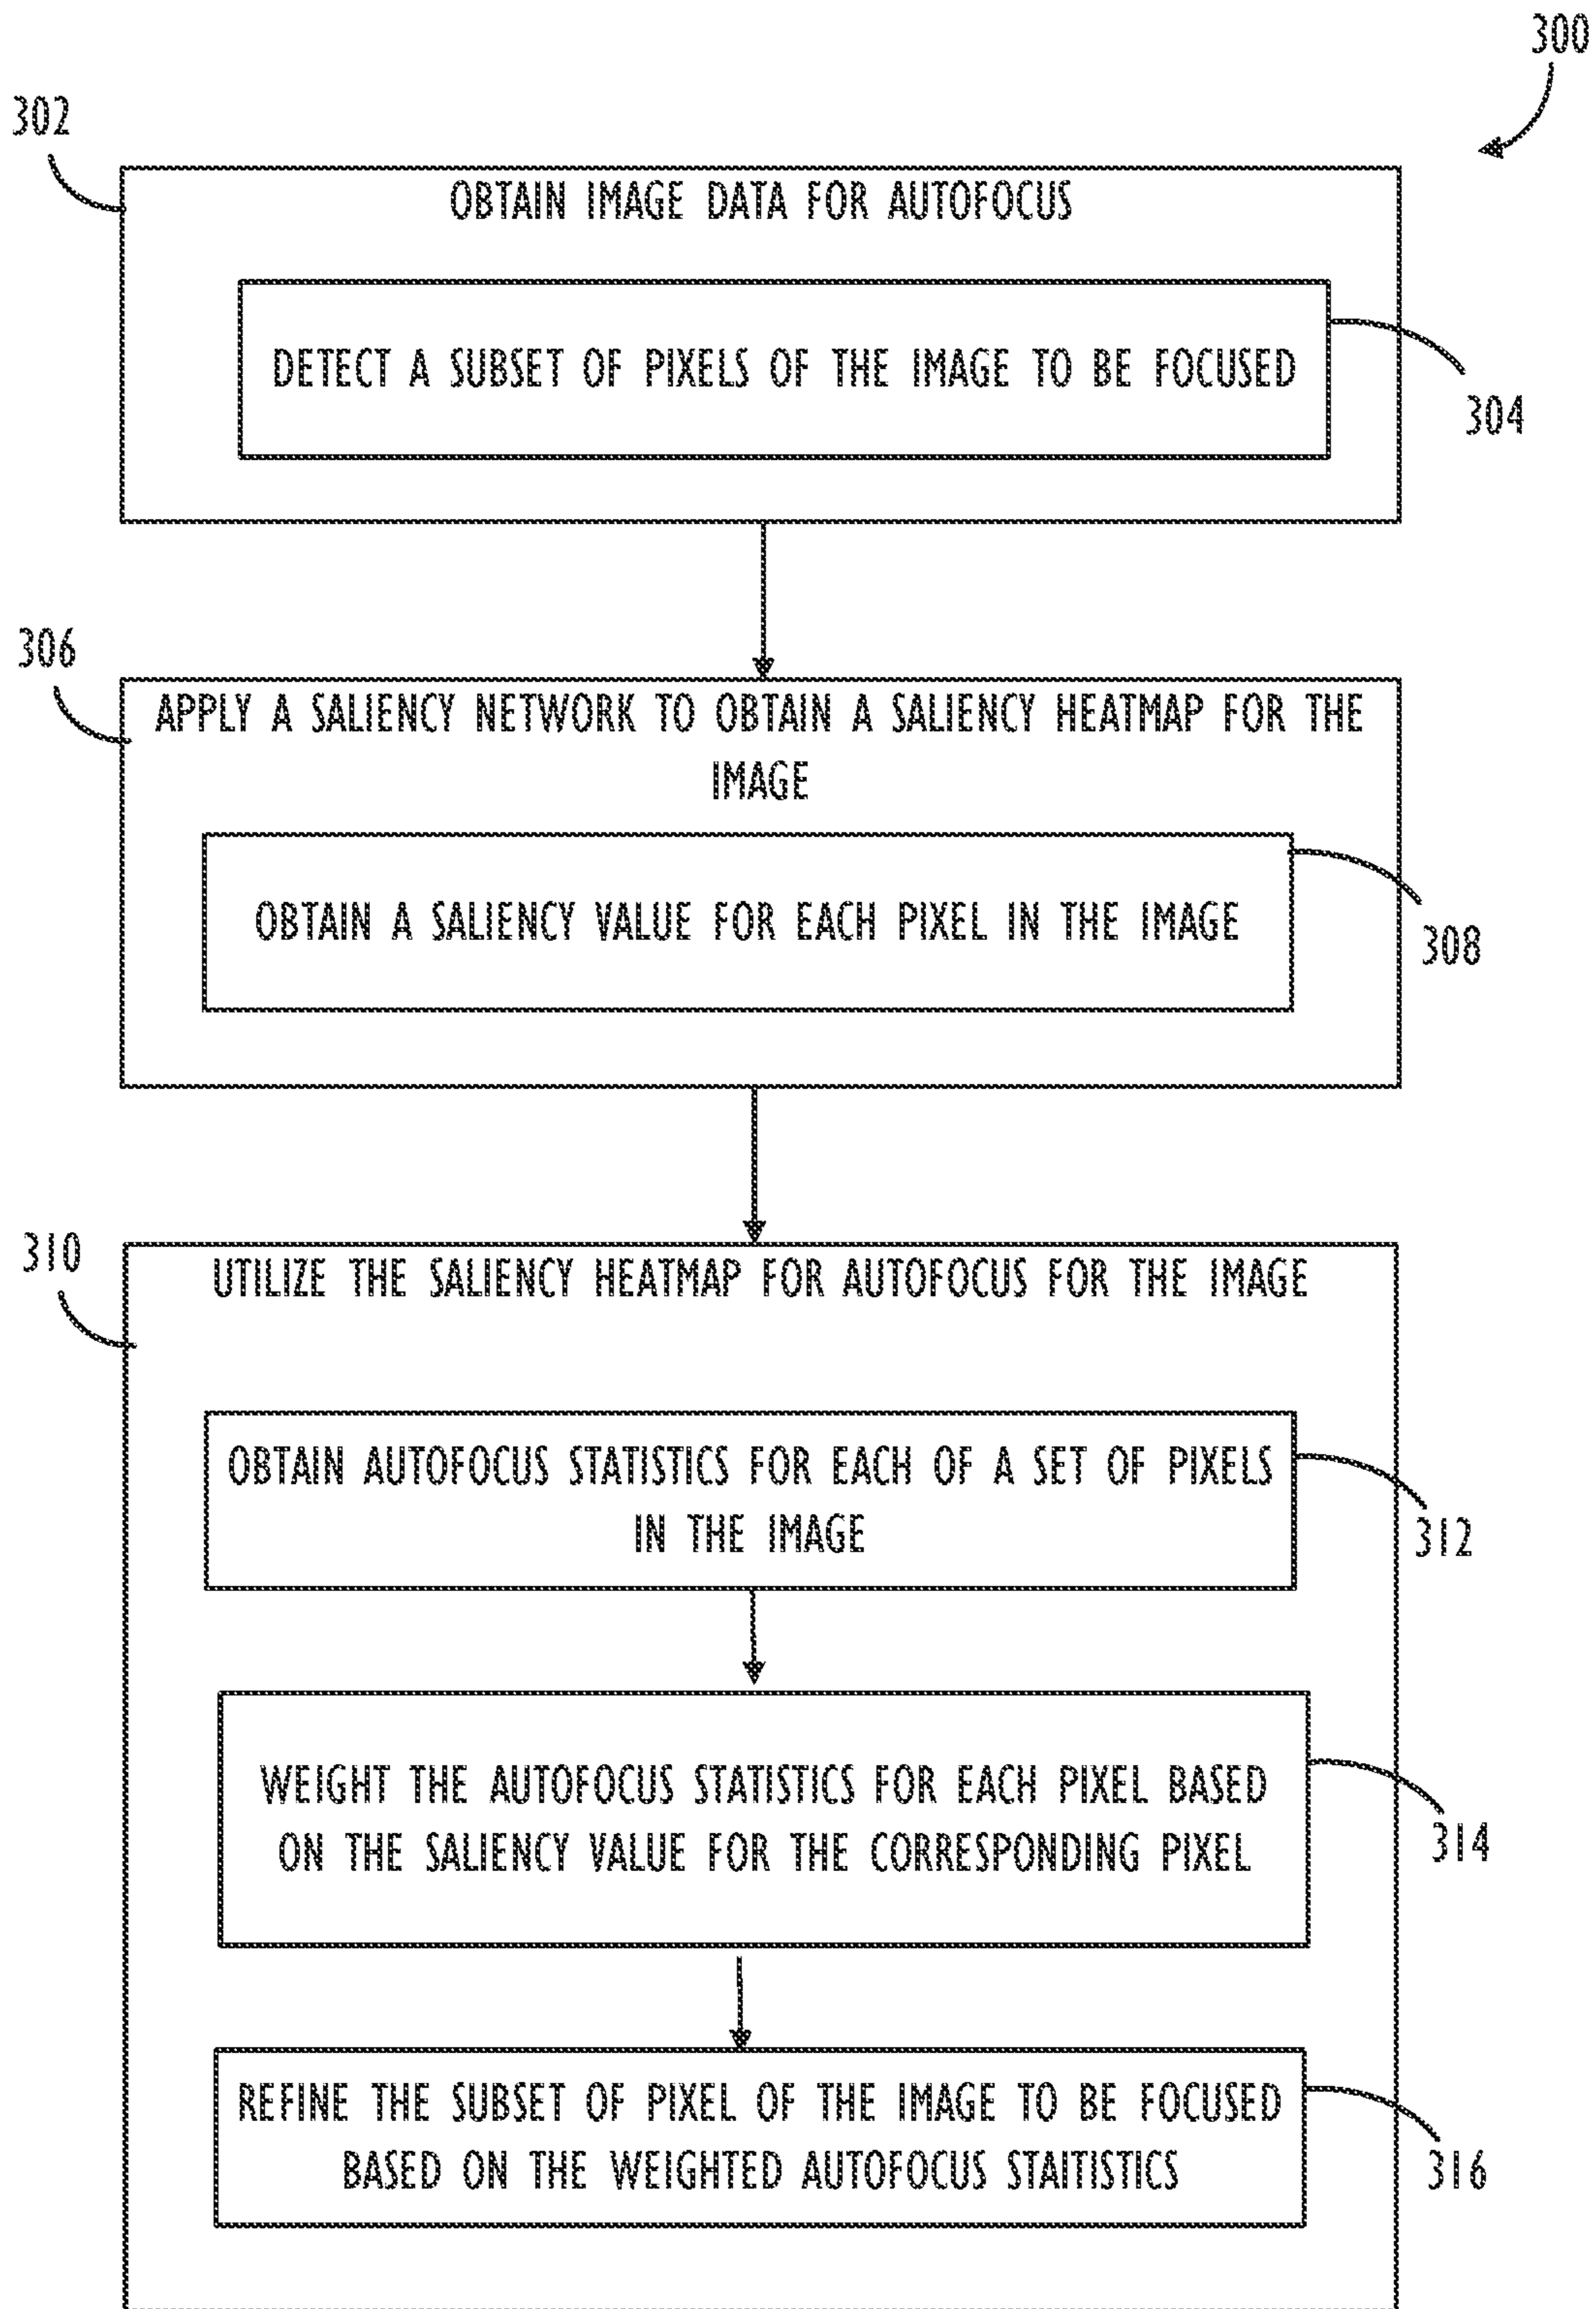 300
302
OBTAIN IMAGE DATA FOR AUTOFOCUS
DETECT A SUBSET OF PIXELS OF THE IMAGE TO BE FOCUSED
304
306
APPLY A SALIENCY NETWORK TO OBTAIN A SALIENCY HEATMAP FOR THE
IMAGE
OBTAIN A SALIENCY VALUE FOR EACH PIXEL IN THE IMAGE
308
310
UTILIZE THE SALIENCY HEATMAP FOR AUTOFOCUS FOR THE IMAGE
OBTAIN AUTOFOCUS STATISTICS FOR EACH OF A SET OF PIXELS
IN THE IMAGE
312
WEIGHT THE AUTOFOCUS STATISTICS FOR EACH PIXEL BASED
ON THE SALIENCY VALUE FOR THE CORRESPONDING PIXEL
314
REFINE THE SUBSET OF PIXEL OF THE IMAGE TO BE FOCUSED
BASED ON THE WEIGHTED AUTOFOCUS STAITISTICS
316